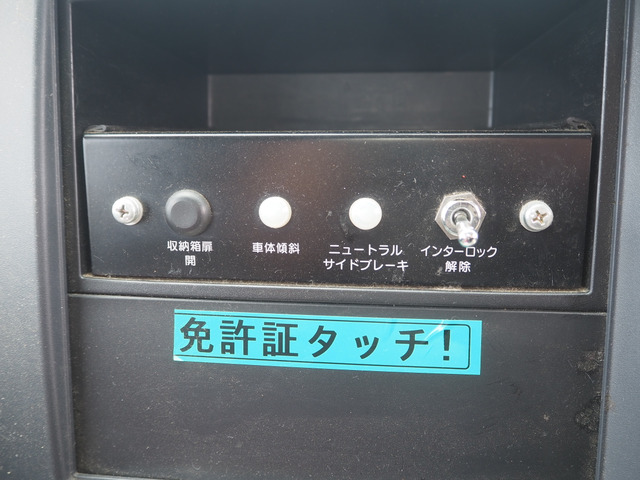 収納箱扉
開
車体傾斜
ニュートラル
サイドブレーキ
インターロック
解除
免許証タッチ!